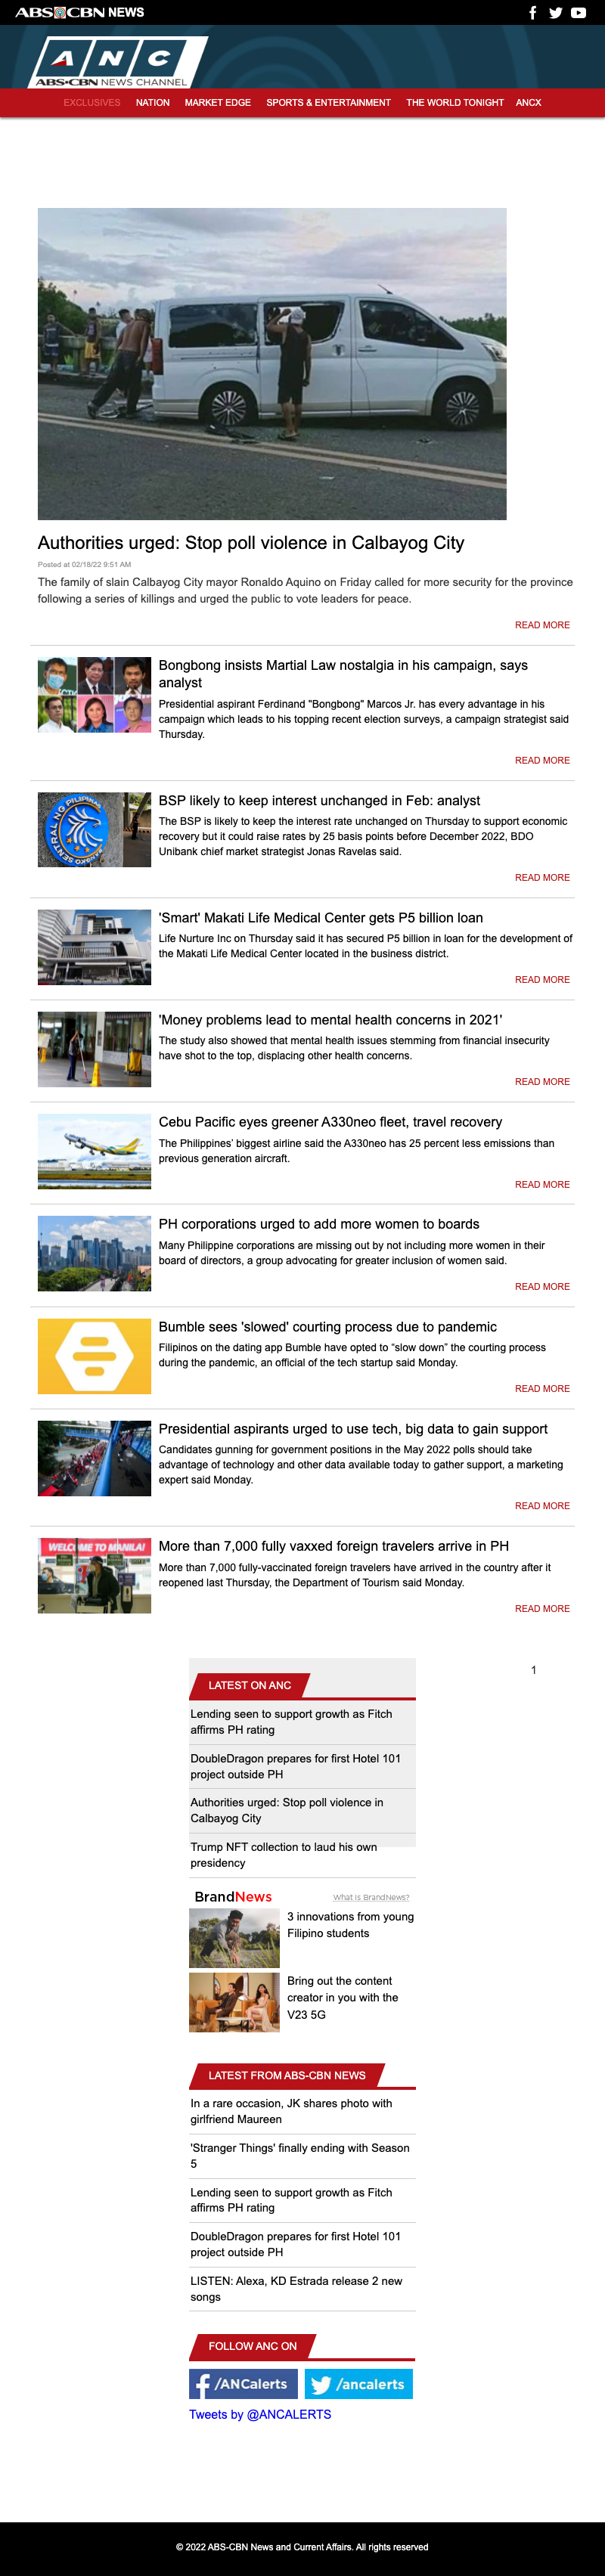 ABS-CBN NEWS
ANC
ABS-CBN NEWS CHANNEL
EXCLUSIVES NATION MARKET EDGE SPORTS & ENTERTAINMENT THE WORLD TONIGHT ANCX
Authorities urged: Stop poll violence in Calbayog City
Posted at 02/18/22 9:51 AM
The family of slain Calbayog City mayor Ronaldo Aquino on Friday called for more security for the province
following a series of killings and urged the public to vote leaders for peace.
READ MORE
Bongbong insists Martial Law nostalgia in his campaign, says
analyst
Presidential aspirant Ferdinand "Bongbong" Marcos Jr. has every advantage in his
campaign which leads to his topping recent election surveys, a campaign strategist said
Thursday.
READ MORE
BANGKO SENTRAL NG PILIPINAS
BSP likely to keep interest unchanged in Feb: analyst
The BSP is likely to keep the interest rate unchanged on Thursday to support economic
recovery but it could raise rates by 25 basis points before December 2022, BDO
Unibank chief market strategist Jonas Ravelas said.
READ MORE
'Smart' Makati Life Medical Center gets P5 billion loan
Life Nurture Inc on Thursday said it has secured P5 billion in loan for the development of
the Makati Life Medical Center located in the business district.
READ MORE
'Money problems lead to mental health concerns in 2021'
The study also showed that mental health issues stemming from financial insecurity
have shot to the top, displacing other health concerns.
READ MORE
Cebu Pacific eyes greener A330neo fleet, travel recovery
The Philippines’ biggest airline said the A330neo has 25 percent less emissions than
previous generation aircraft.
READ MORE
PH corporations urged to add more women to boards
Many Philippine corporations are missing out by not including more women in their
board of directors, a group advocating for greater inclusion of women said.
READ MORE
Bumble sees 'slowed' courting process due to pandemic
Filipinos on the dating app Bumble have opted to “slow down” the courting process
during the pandemic, an official of the tech startup said Monday.
READ MORE
Presidential aspirants urged to use tech, big data to gain support
Candidates gunning for government positions in the May 2022 polls should take
advantage of technology and other data available today to gather support, a marketing
expert said Monday.
READ MORE
WELCOME TO MANILA!
More than 7,000 fully vaxxed foreign travelers arrive in PH
More than 7,000 fully-vaccinated foreign travelers have arrived in the country after it
reopened last Thursday, the Department of Tourism said Monday.
READ MORE
1
LATEST ON ANC
Lending seen to support growth as Fitch
affirms PH rating
DoubleDragon prepares for first Hotel 101
project outside PH
Authorities urged: Stop poll violence in
Calbayog City
Trump NFT collection to laud his own
presidency
BrandNews What is BrandNews?
3 innovations from young
Filipino students
Bring out the content
creator in you with the
V23 5G
LATEST FROM ABS-CBN NEWS
In a rare occasion, JK shares photo with
girlfriend Maureen
'Stranger Things' finally ending with Season
5
Lending seen to support growth as Fitch
affirms PH rating
DoubleDragon prepares for first Hotel 101
project outside PH
LISTEN: Alexa, KD Estrada release 2 new
songs
FOLLOW ANC ON
/ANCalerts /ancalerts
Tweets by @ANCALERTS
© 2022 ABS-CBN News and Current Affairs. All rights reserved